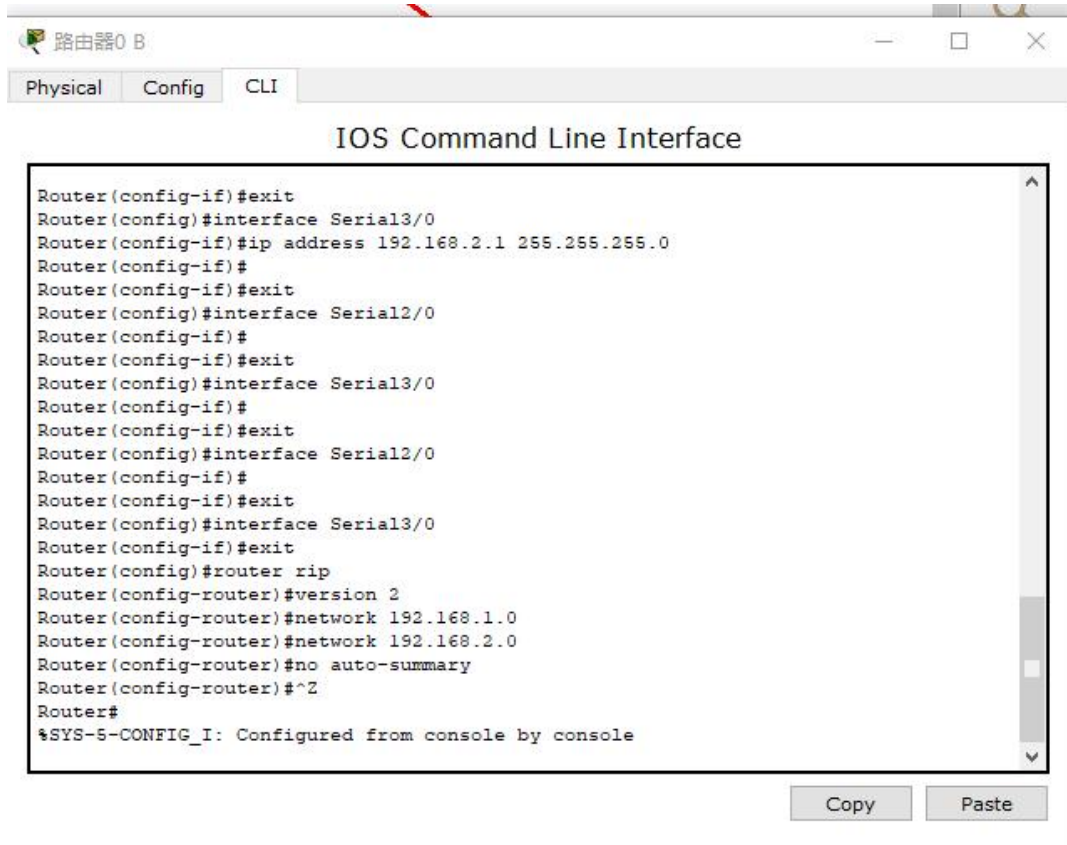 路由器0 B
Physical Config CLI
IOS Command Line Interface
Router(config-if)#exit
Router(config)#interface Serial3/0
Router(config-if)#ip address 192.168.2.1 255.255.255.0
Router(config-if)#
Router(config-if)#exit
Router(config)#interface Serial2/0
Router(config-if)#
Router(config-if)#exit
Router(config)#interface Serial3/0
Router(config-if)#
Router(config-if)#exit
Router(config)#interface Serial2/0
Router(config-if)#
Router(config-if)#exit
Router(config)#interface Serial3/0
Router(config-if)#exit
Router(config)#router rip
Router(config-router)#version 2
Router(config-router)#network 192.168.1.0
Router(config-router)#network 192.168.2.0
Router(config-router)#no auto-summary
Router(config-router)#^Z
Router#
%SYS-5-CONFIG_I: Configured from console by console
Copy Paste